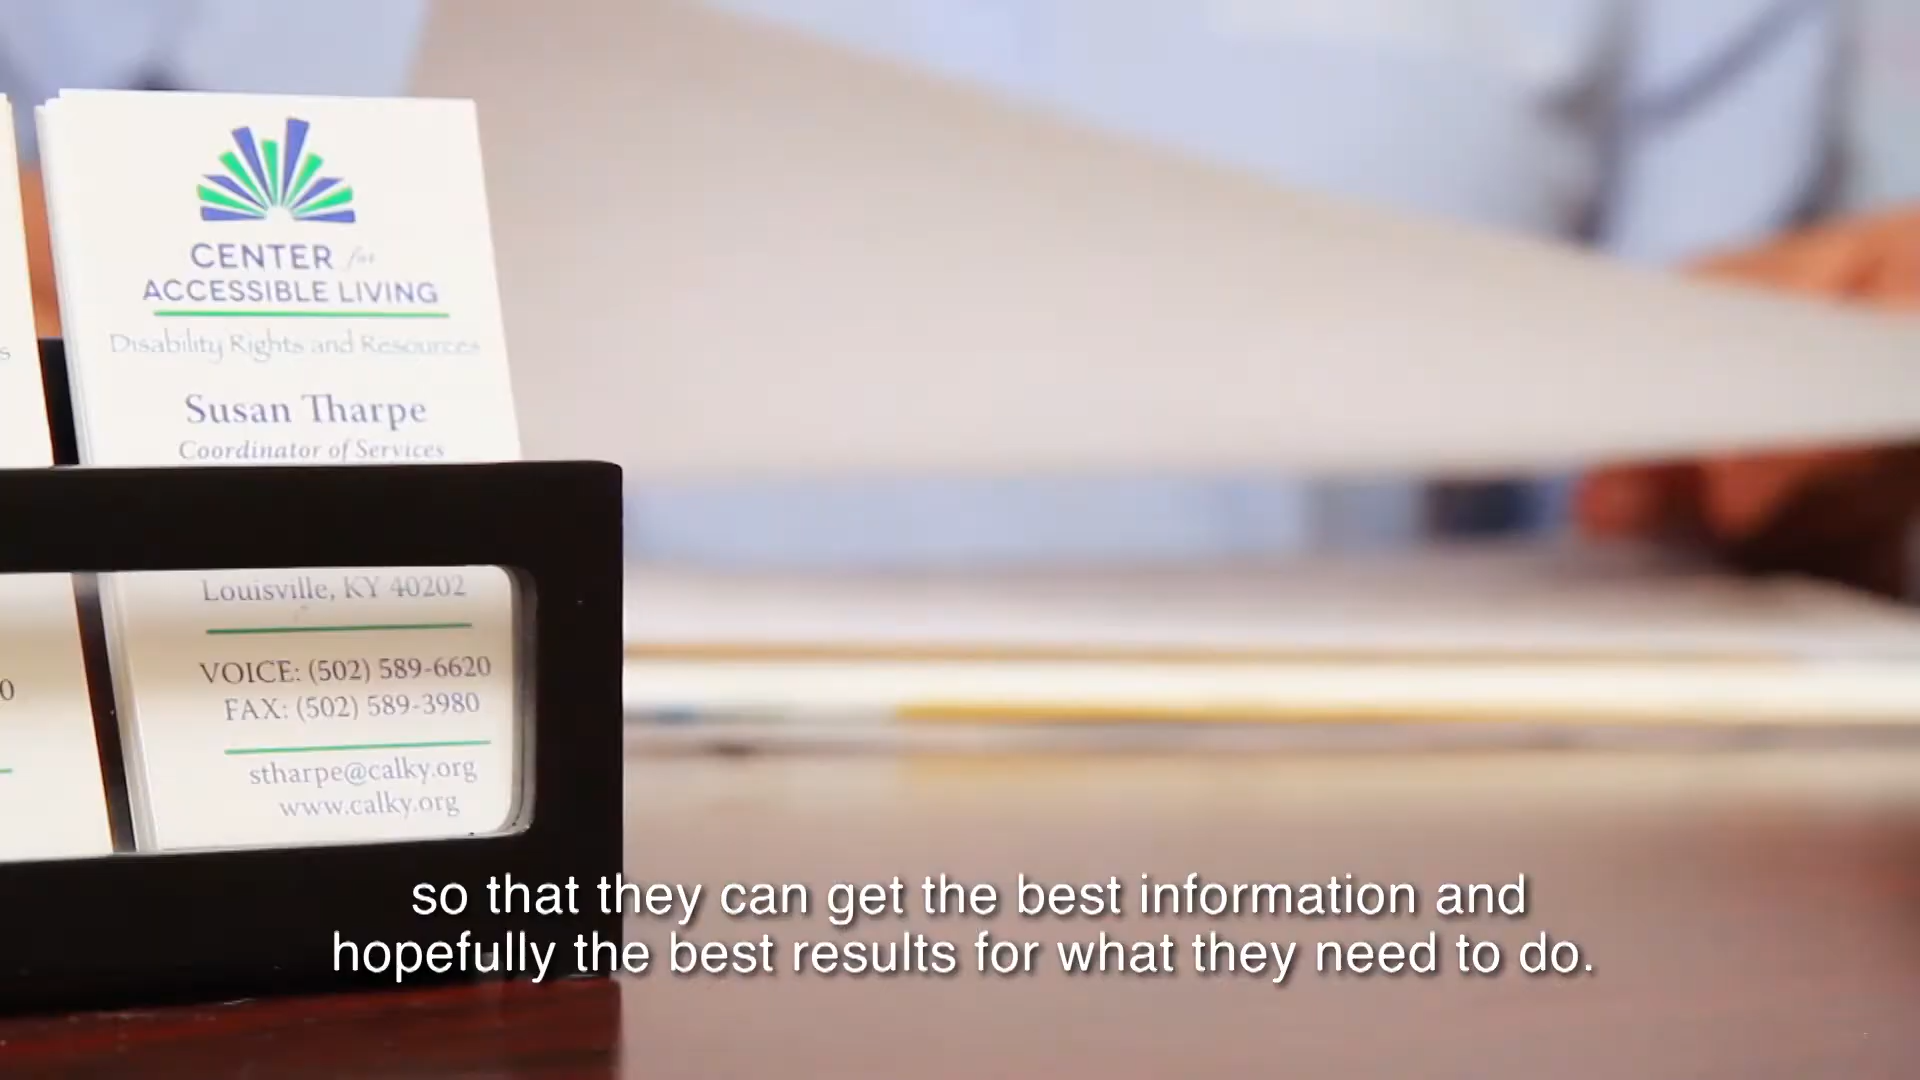 CENTER for
ACCESSIBLE LIVING
Disability Rights and Resources
Susan Tharpe
Coordinator of Services
Louisville, KY 40202
VOICE: (502) 589-6620
FAX: (502) 589-3980
stharpe@calky.org
www.calky.org
s
0
so that they can get the best information and
hopefully the best results for what they need to do.